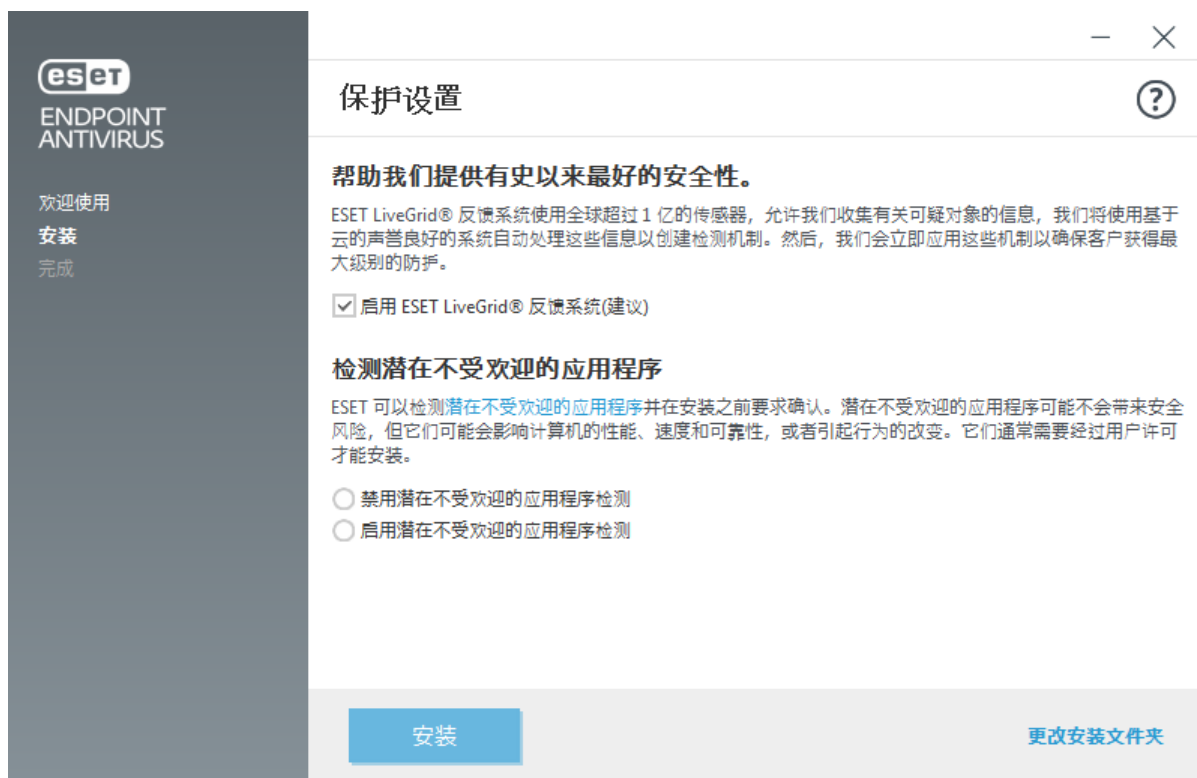 eseT
ENDPOINT
ANTIVIRUS
欢迎使用
安装
完成
保护设置
?
帮助我们提供有史以来最好的安全性。
ESET LiveGrid® 反馈系统使用全球超过 1 亿的传感器，允许我们收集有关可疑对象的信息，我们将使用基于
云的声誉良好的系统自动处理这些信息以创建检测机制。然后，我们会立即应用这些机制以确保客户获得最
大级别的防护。
启用 ESET LiveGrid® 反馈系统(建议)
检测潜在不受欢迎的应用程序
ESET 可以检测潜在不受欢迎的应用程序并在安装之前要求确认。潜在不受欢迎的应用程序可能不会带来安全
风险，但它们可能会影响计算机的性能、速度和可靠性，或者引起行为的改变。它们通常需要经过用户许可
才能安装。
禁用潜在不受欢迎的应用程序检测
启用潜在不受欢迎的应用程序检测
安装
更改安装文件夹